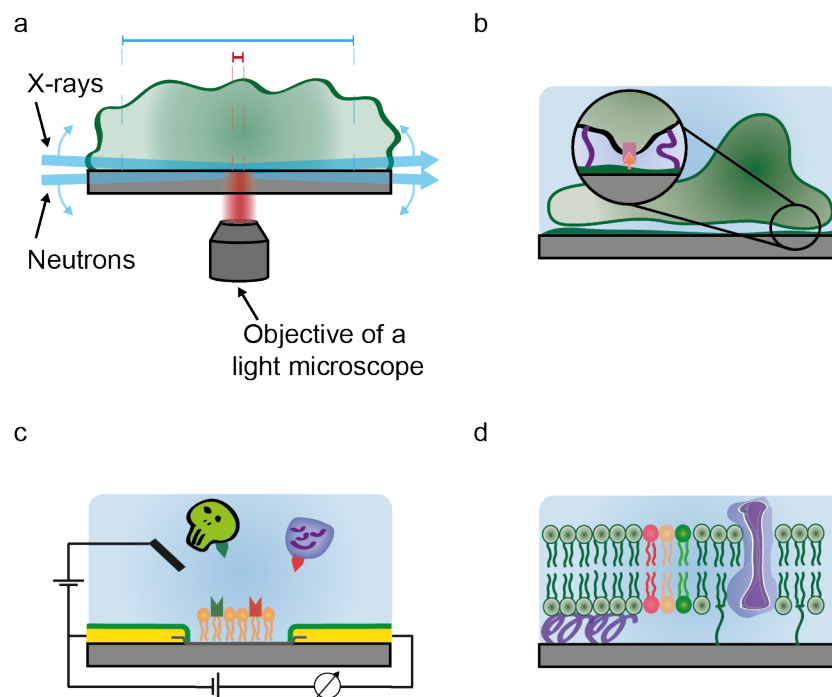 a
b
X-rays
Neutrons
Objective of a
light microscope
c
d